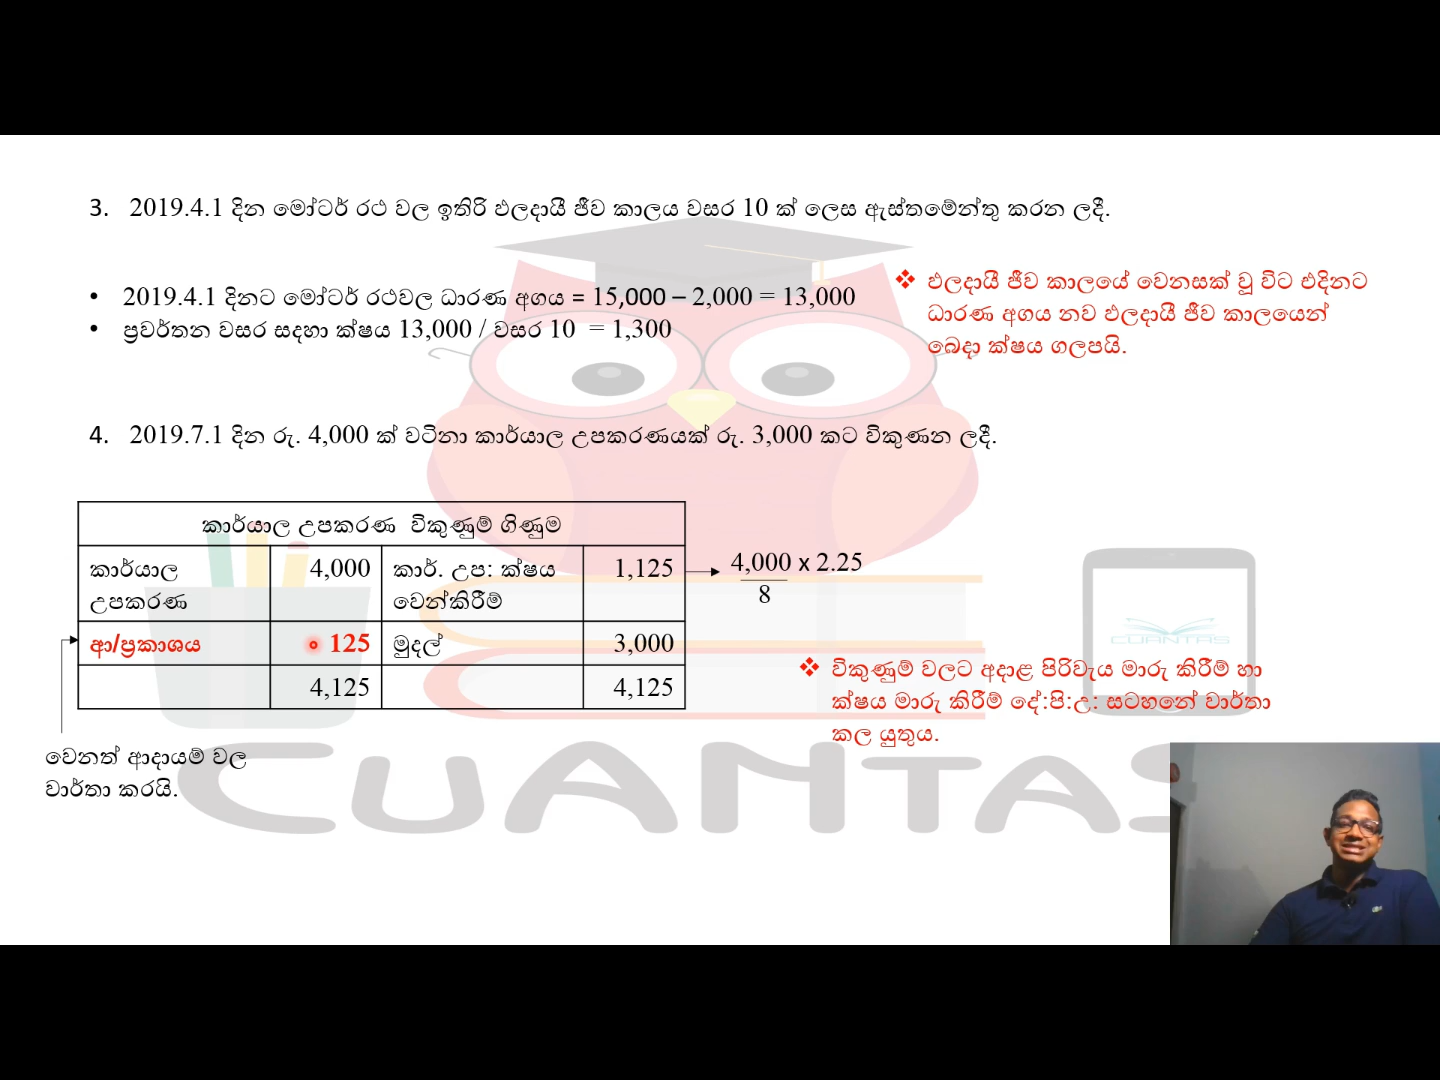 3. 2019.4.1 දින මෝටර් රථ වල ඉතිරි ඵලදායී ජීව කාලය වසර 10 ක් ලෙස ඇස්තමේන්තු කරන ලදී.
• 2019.4.1 දිනට මෝටර් රථවල ධාරණ අගය = 15,000 – 2,000 = 13,000
• ප්‍රවර්තන වසර සදහා ක්ෂය 13,000 / වසර 10 = 1,300
❖ ඵලදායී ජීව කාලයේ වෙනසක් වූ විට එදිනට
ධාරණ අගය නව ඵලදායී ජීව කාලයෙන්
බෙදා ක්ෂය ගලපයි.
4. 2019.7.1 දින රු. 4,000 ක් වටිනා කාර්යාල උපකරණයක් රු. 3,000 කට විකුණන ලදී.
කාර්යාල උපකරණ විකුණුම් ගිණුම
කාර්යාල 4,000 කාර්. උප: ක්ෂය 1,125
උපකරණ වෙන්කිරීම්
ආ/ප්‍රකාශය 125 මුදල් 3,000
4,125 4,125
4,000 x 2.25
8
❖ විකුණුම් වලට අදාළ පිරිවැය මාරු කිරීම් හා
ක්ෂය මාරු කිරීම් දේ:පි:උ: සටහනේ වාර්තා
කල යුතුය.
වෙනත් ආදායම් වල
වාර්තා කරයි.
CUANTAS
CUANTAS